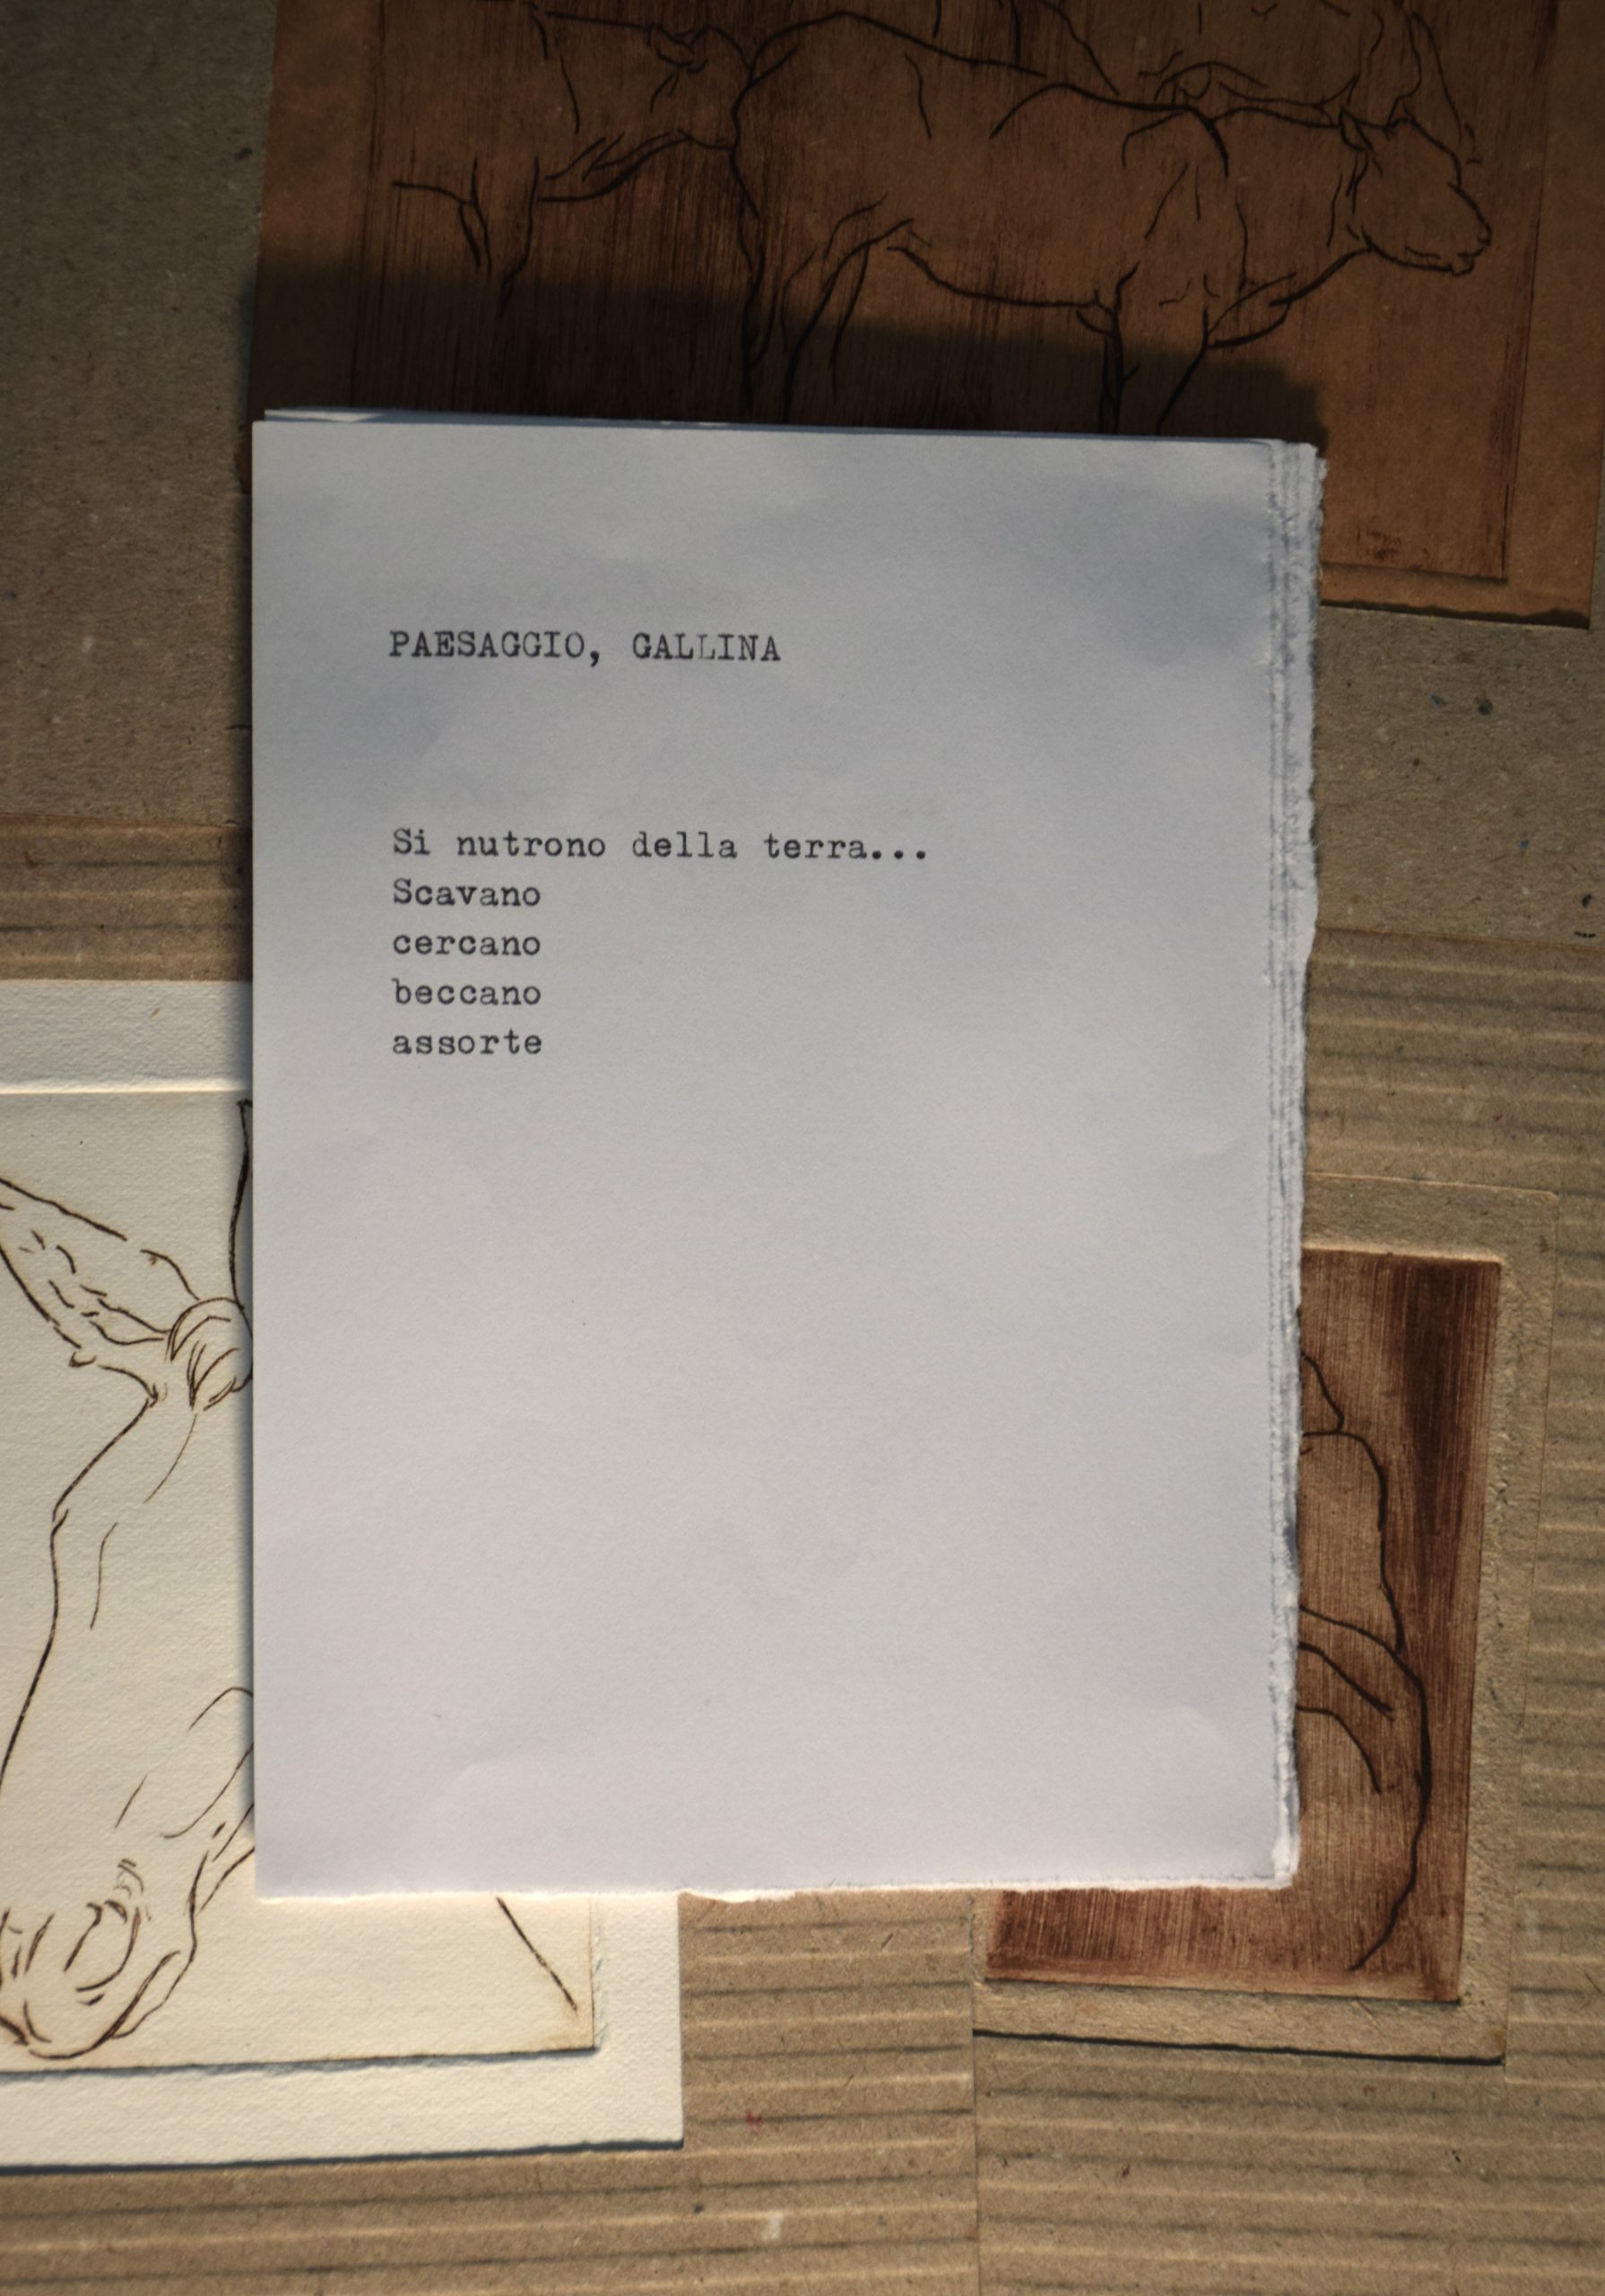 PAESAGGIO, GALLINA
Si nutrono della terra...
Scavano
cercano
beccano
assorte